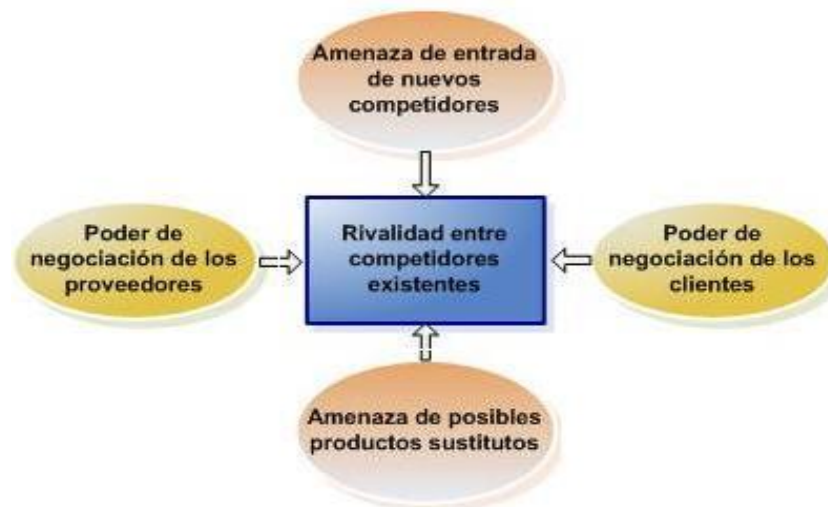 Amenaza de entrada
de nuevos
competidores
Poder de
negociación de los
proveedores
Rivalidad entre
competidores
existentes
Poder de
negociación de los
clientes
Amenaza de posibles
productos sustitutos